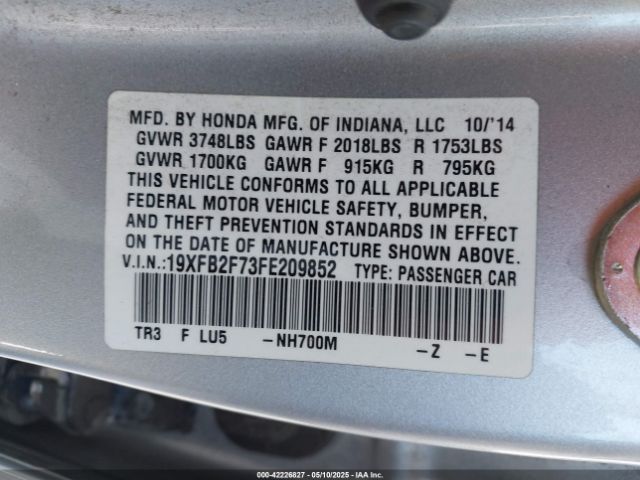 MFD. BY HONDA MFG. OF INDIANA, LLC 10/'14
GVWR 3748LBS GAWR F 2018LBS R 1753LBS
GVWR 1700KG GAWR F 915KG R 795KG
THIS VEHICLE CONFORMS TO ALL APPLICABLE
FEDERAL MOTOR VEHICLE SAFETY, BUMPER,
AND THEFT PREVENTION STANDARDS IN EFFECT
ON THE DATE OF MANUFACTURE SHOWN ABOVE.
V.I.N.:19XFB2F73FE209852 TYPE: PASSENGER CAR
TR3 F LU5 -NH700M -Z -E
000-42226827 - 05/10/2025 - IAA Inc.